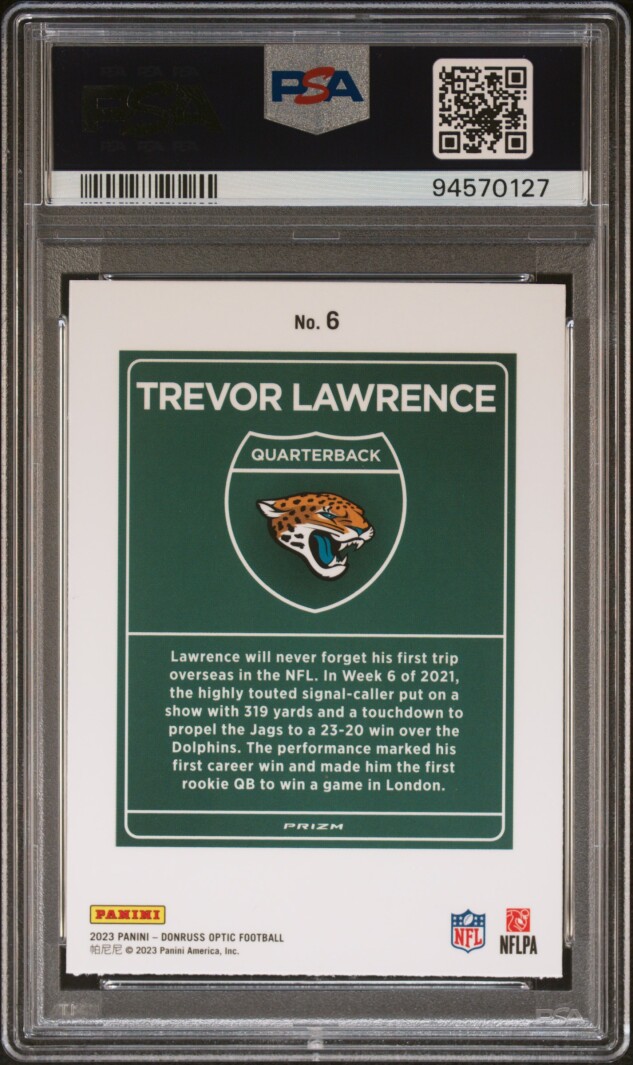 PSA
94570127
No. 6
TREVOR LAWRENCE
QUARTERBACK
Lawrence will never forget his first trip
overseas in the NFL. In Week 6 of 2021,
the highly touted signal-caller put on a
show with 319 yards and a touchdown to
propel the Jags to a 23-20 win over the
Dolphins. The performance marked his
first career win and made him the first
rookie QB to win a game in London.
PRIZM
PANINI
2023 PANINI – DONRUSS OPTIC FOOTBALL
帕尼尼 © 2023 Panini America, Inc.
NFL
NFLPA
PSA